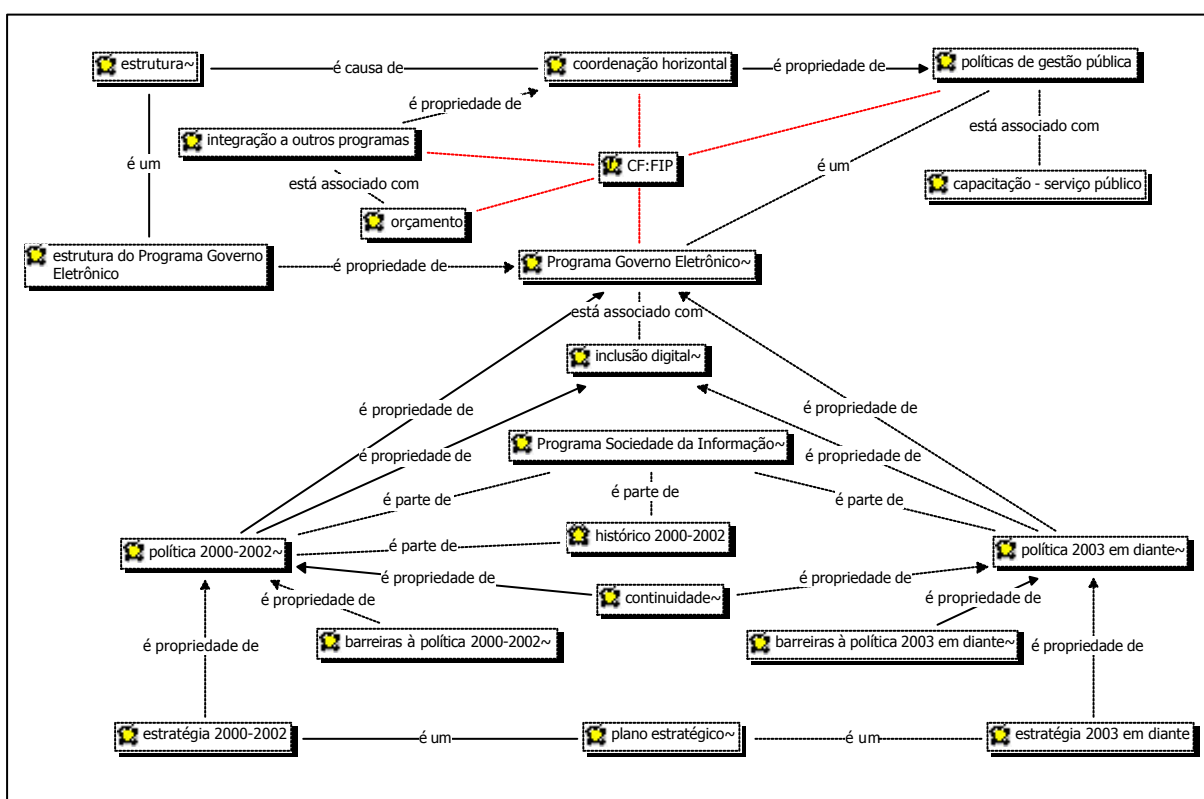 estrutura~
é causa de
coordenação horizontal
é propriedade de
políticas de gestão pública
é propriedade de
está associado com
integração a outros programas
é um
CF:FIP
é um
está associado com
capacitação - serviço público
orçamento
estrutura do Programa Governo
Eletrônico
é propriedade de
Programa Governo Eletrônico~
está associado com
inclusão digital~
é propriedade de
é propriedade de
é propriedade de
é propriedade de
Programa Sociedade da Informação~
é parte de
é parte de
é parte de
política 2000-2002~
é parte de
histórico 2000-2002
política 2003 em diante~
é propriedade de
é propriedade de
é propriedade de
continuidade~
é propriedade de
é propriedade de
barreiras à política 2000-2002~
barreiras à política 2003 em diante~
é propriedade de
estratégia 2000-2002
é um
plano estratégico~
é um
estratégia 2003 em diante